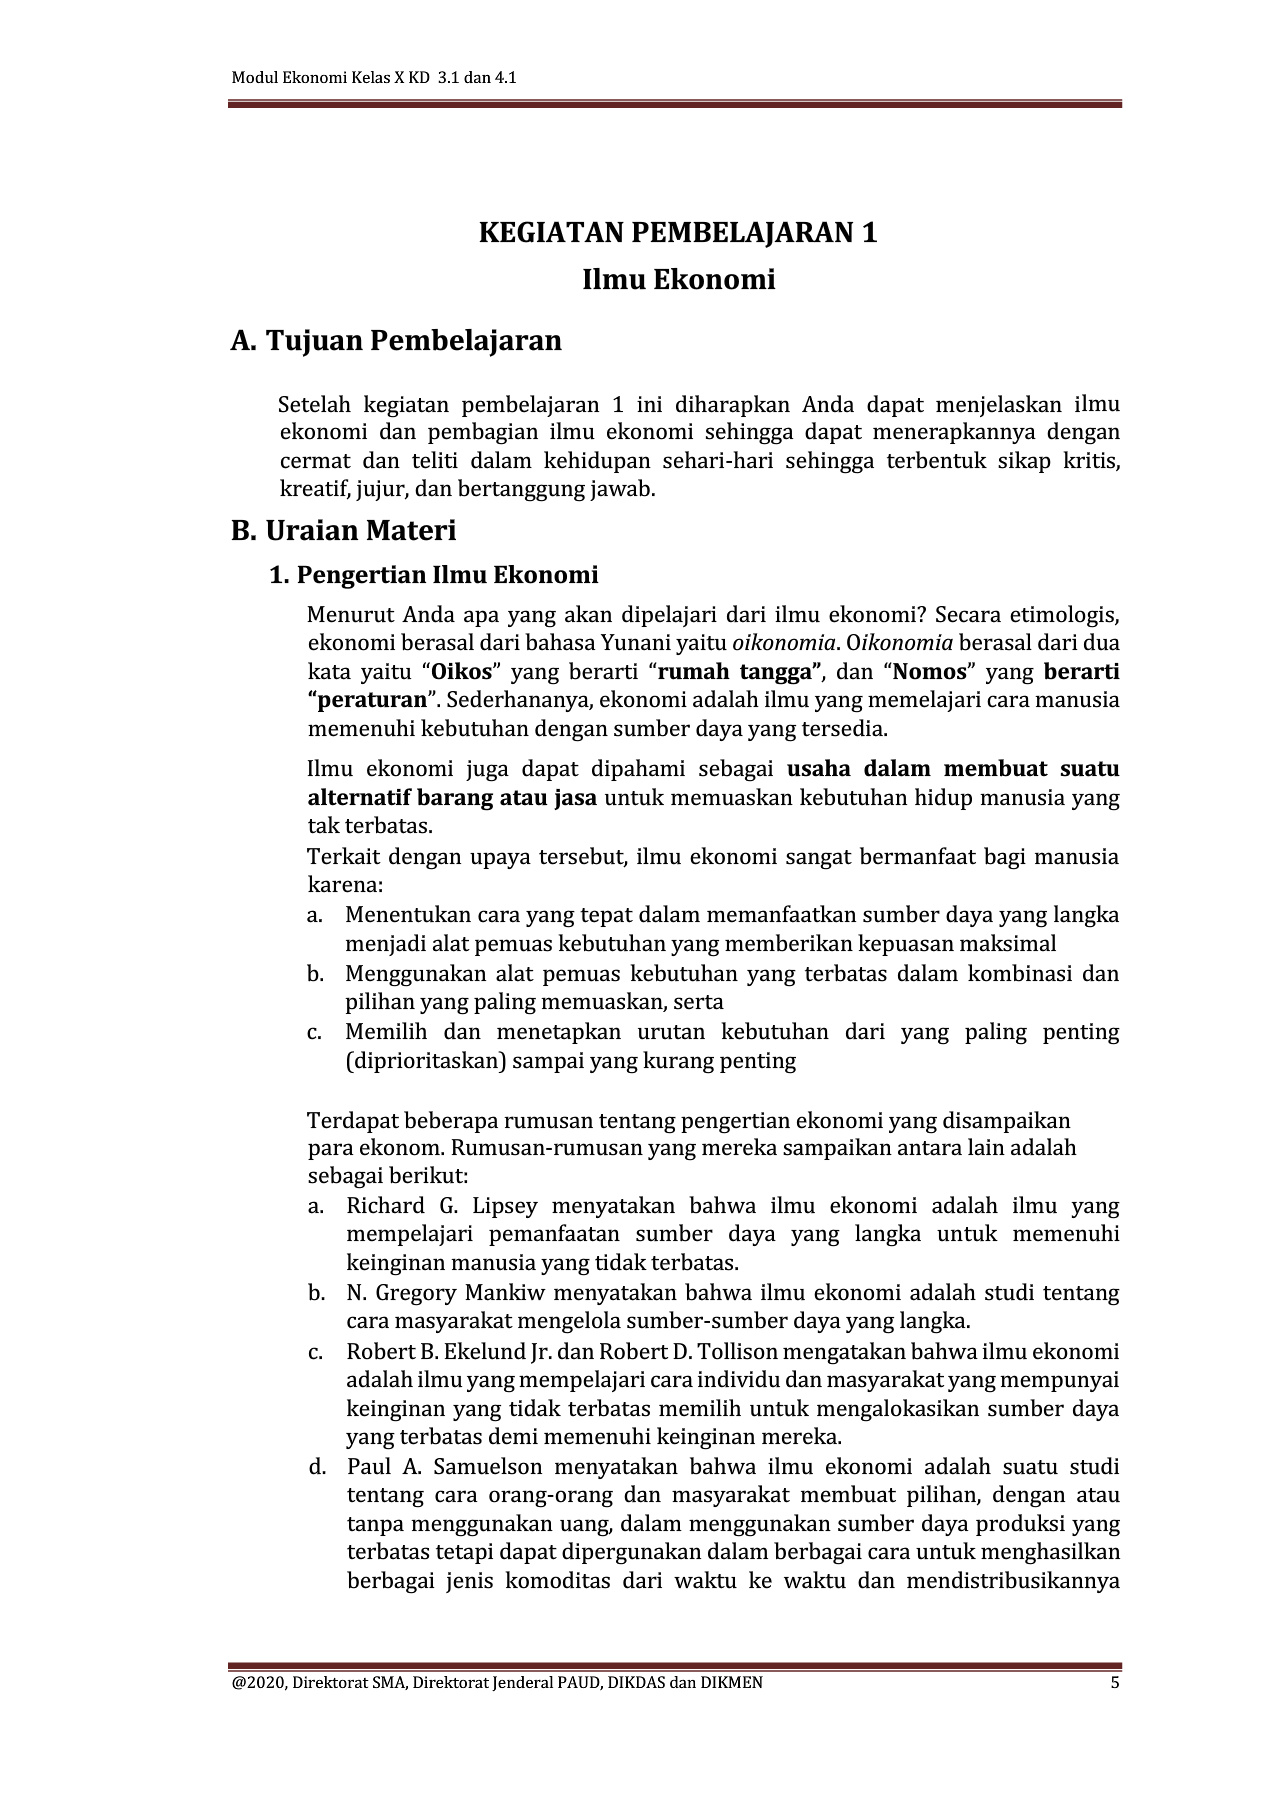 Modul Ekonomi Kelas X KD 3.1 dan 4.1
KEGIATAN PEMBELAJARAN 1
Ilmu Ekonomi
A. Tujuan Pembelajaran
Setelah kegiatan pembelajaran 1 ini diharapkan Anda dapat menjelaskan ilmu
ekonomi dan pembagian ilmu ekonomi sehingga dapat menerapkannya dengan
cermat dan teliti dalam kehidupan sehari-hari sehingga terbentuk sikap kritis,
kreatif, jujur, dan bertanggung jawab.
B. Uraian Materi
1. Pengertian Ilmu Ekonomi
Menurut Anda apa yang akan dipelajari dari ilmu ekonomi? Secara etimologis,
ekonomi berasal dari bahasa Yunani yaitu oikonomia. Oikonomia berasal dari dua
kata yaitu “Oikos” yang berarti “rumah tangga”, dan “Nomos” yang berarti
“peraturan”. Sederhananya, ekonomi adalah ilmu yang memelajari cara manusia
memenuhi kebutuhan dengan sumber daya yang tersedia.
Ilmu ekonomi juga dapat dipahami sebagai usaha dalam membuat suatu
alternatif barang atau jasa untuk memuaskan kebutuhan hidup manusia yang
tak terbatas.
Terkait dengan upaya tersebut, ilmu ekonomi sangat bermanfaat bagi manusia
karena:
a. Menentukan cara yang tepat dalam memanfaatkan sumber daya yang langka
menjadi alat pemuas kebutuhan yang memberikan kepuasan maksimal
b. Menggunakan alat pemuas kebutuhan yang terbatas dalam kombinasi dan
pilihan yang paling memuaskan, serta
c. Memilih dan menetapkan urutan kebutuhan dari yang paling penting
(diprioritaskan) sampai yang kurang penting
Terdapat beberapa rumusan tentang pengertian ekonomi yang disampaikan
para ekonom. Rumusan-rumusan yang mereka sampaikan antara lain adalah
sebagai berikut:
a. Richard G. Lipsey menyatakan bahwa ilmu ekonomi adalah ilmu yang
mempelajari pemanfaatan sumber daya yang langka untuk memenuhi
keinginan manusia yang tidak terbatas.
b. N. Gregory Mankiw menyatakan bahwa ilmu ekonomi adalah studi tentang
cara masyarakat mengelola sumber-sumber daya yang langka.
c. Robert B. Ekelund Jr. dan Robert D. Tollison mengatakan bahwa ilmu ekonomi
adalah ilmu yang mempelajari cara individu dan masyarakat yang mempunyai
keinginan yang tidak terbatas memilih untuk mengalokasikan sumber daya
yang terbatas demi memenuhi keinginan mereka.
d. Paul A. Samuelson menyatakan bahwa ilmu ekonomi adalah suatu studi
tentang cara orang-orang dan masyarakat membuat pilihan, dengan atau
tanpa menggunakan uang, dalam menggunakan sumber daya produksi yang
terbatas tetapi dapat dipergunakan dalam berbagai cara untuk menghasilkan
berbagai jenis komoditas dari waktu ke waktu dan mendistribusikannya
@2020, Direktorat SMA, Direktorat Jenderal PAUD, DIKDAS dan DIKMEN 5